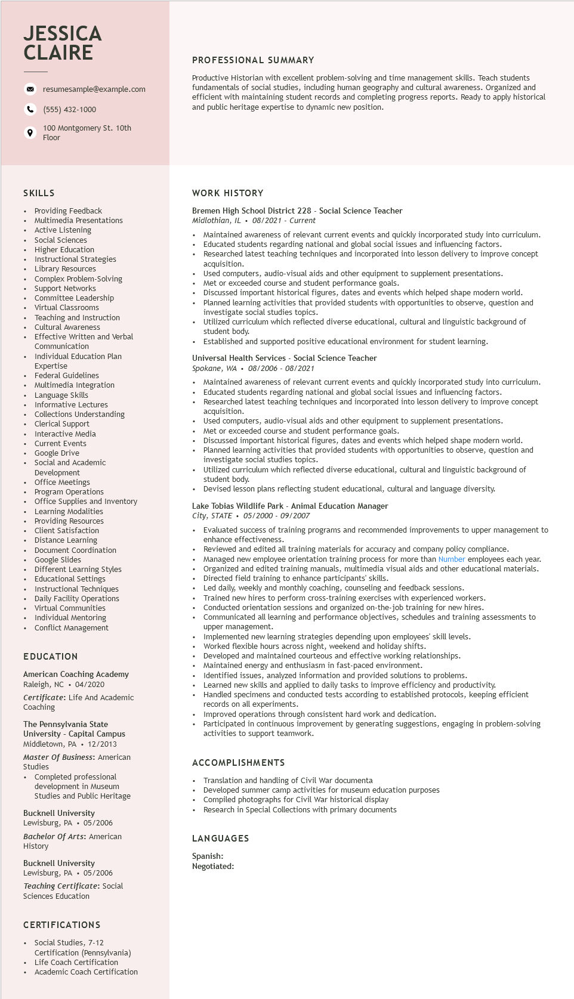 JESSICA
CLAIRE
resumesample@example.com
(555) 432-1000
100 Montgomery St. 10th
Floor
PROFESSIONAL SUMMARY
Productive Historian with excellent problem-solving and time management skills. Teach students
fundamentals of social studies, including human geography and cultural awareness. Organized and
efficient with maintaining student records and completing progress reports. Ready to apply historical
and public heritage expertise to dynamic new position.
SKILLS
• Providing Feedback
• Multimedia Presentations
• Active Listening
• Social Sciences
• Higher Education
• Instructional Strategies
• Library Resources
• Complex Problem-Solving
• Support Networks
• Committee Leadership
• Virtual Classrooms
• Teaching and Instruction
• Cultural Awareness
• Effective Written and Verbal
Communication
• Individual Education Plan
Expertise
• Federal Guidelines
• Multimedia Integration
• Language Skills
• Informative Lectures
• Collections Understanding
• Clerical Support
• Interactive Media
• Current Events
• Google Drive
• Social and Academic
Development
• Office Meetings
• Program Operations
• Office Supplies and Inventory
• Learning Modalities
• Providing Resources
• Client Satisfaction
• Distance Learning
• Document Coordination
• Google Slides
• Different Learning Styles
• Educational Settings
• Instructional Techniques
• Daily Facility Operations
• Virtual Communities
• Individual Mentoring
• Conflict Management
EDUCATION
American Coaching Academy
Raleigh, NC • 04/2020
Certificate: Life And Academic
Coaching
The Pennsylvania State
University - Capital Campus
Middletown, PA • 12/2013
Master Of Business: American
Studies
• Completed professional
development in Museum
Studies and Public Heritage
Bucknell University
Lewisburg, PA • 05/2006
Bachelor Of Arts: American
History
Bucknell University
Lewisburg, PA • 05/2006
Teaching Certificate: Social
Sciences Education
CERTIFICATIONS
• Social Studies, 7-12
Certification (Pennsylvania)
• Life Coach Certification
• Academic Coach Certification
WORK HISTORY
Bremen High School District 228 - Social Science Teacher
Midlothian, IL • 08/2021 - Current
• Maintained awareness of relevant current events and quickly incorporated study into curriculum.
• Educated students regarding national and global social issues and influencing factors.
• Researched latest teaching techniques and incorporated into lesson delivery to improve concept
acquisition.
• Used computers, audio-visual aids and other equipment to supplement presentations.
• Met or exceeded course and student performance goals.
• Discussed important historical figures, dates and events which helped shape modern world.
• Planned learning activities that provided students with opportunities to observe, question and
investigate social studies topics.
• Utilized curriculum which reflected diverse educational, cultural and linguistic background of
student body.
• Established and supported positive educational environment for student learning.
Universal Health Services - Social Science Teacher
Spokane, WA • 08/2006 - 08/2021
• Maintained awareness of relevant current events and quickly incorporated study into curriculum.
• Educated students regarding national and global social issues and influencing factors.
• Researched latest teaching techniques and incorporated into lesson delivery to improve concept
acquisition.
• Used computers, audio-visual aids and other equipment to supplement presentations.
• Met or exceeded course and student performance goals.
• Discussed important historical figures, dates and events which helped shape modern world.
• Planned learning activities that provided students with opportunities to observe, question and
investigate social studies topics.
• Utilized curriculum which reflected diverse educational, cultural and linguistic background of
student body.
• Devised lesson plans reflecting student educational, cultural and language diversity.
Lake Tobias Wildlife Park - Animal Education Manager
City, STATE • 05/2000 - 09/2007
• Evaluated success of training programs and recommended improvements to upper management to
enhance effectiveness.
• Reviewed and edited all training materials for accuracy and company policy compliance.
• Managed new employee orientation training process for more than Number employees each year.
• Organized and edited training manuals, multimedia visual aids and other educational materials.
• Directed field training to enhance participants' skills.
• Led daily, weekly and monthly coaching, counseling and feedback sessions.
• Trained new hires to perform cross-training exercises with experienced workers.
• Conducted orientation sessions and organized on-the-job training for new hires.
• Communicated all learning and performance objectives, schedules and training assessments to
upper management.
• Implemented new learning strategies depending upon employees' skill levels.
• Worked flexible hours across night, weekend and holiday shifts.
• Developed and maintained courteous and effective working relationships.
• Maintained energy and enthusiasm in fast-paced environment.
• Identified issues, analyzed information and provided solutions to problems.
• Learned new skills and applied to daily tasks to improve efficiency and productivity.
• Handled specimens and conducted tests according to established protocols, keeping efficient
records on all experiments.
• Improved operations through consistent hard work and dedication.
• Participated in continuous improvement by generating suggestions, engaging in problem-solving
activities to support teamwork.
ACCOMPLISHMENTS
• Translation and handling of Civil War documenta
• Developed summer camp activities for museum education purposes
• Compiled photographs for Civil War historical display
• Research in Special Collections with primary documents
LANGUAGES
Spanish:
Negotiated: